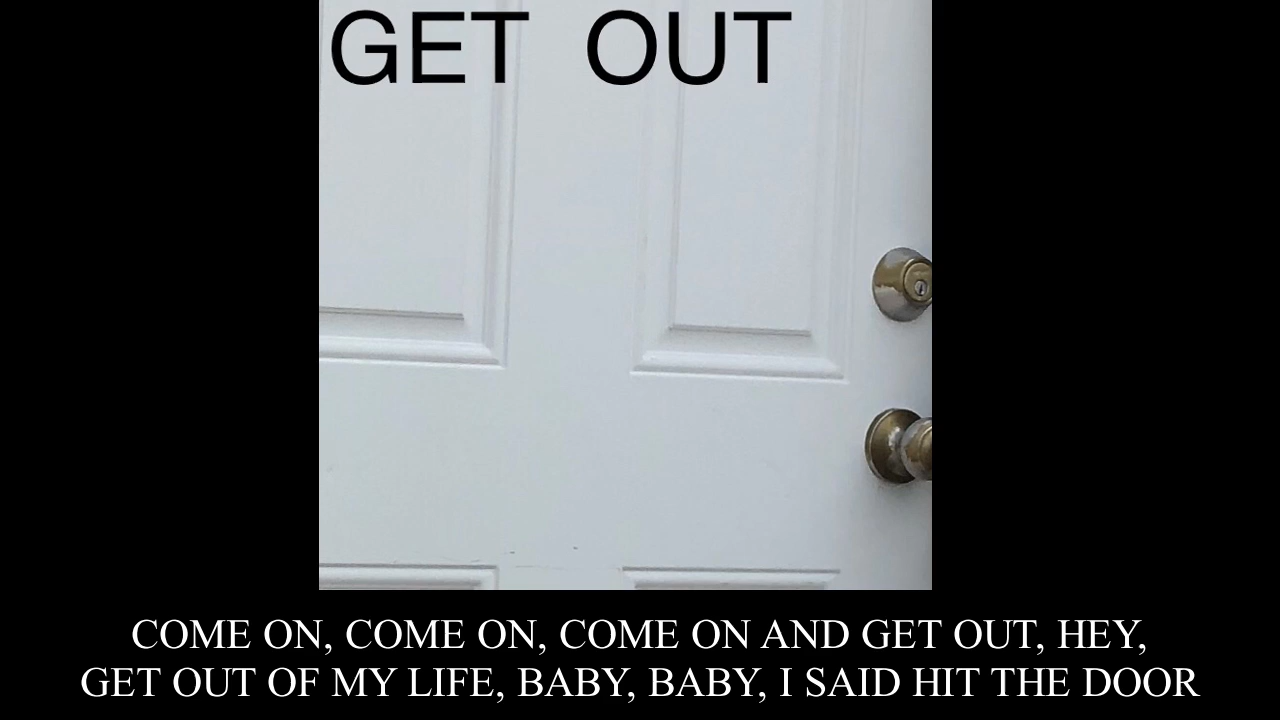 GET OUT
COME ON, COME ON, COME ON AND GET OUT, HEY,
GET OUT OF MY LIFE, BABY, BABY, I SAID HIT THE DOOR